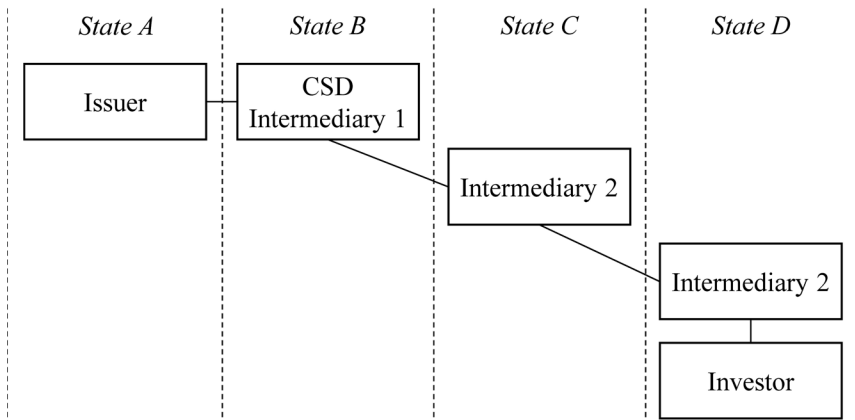 State A
State B
State C
State D
Issuer
CSD
Intermediary 1
Intermediary 2
Intermediary 2
Investor